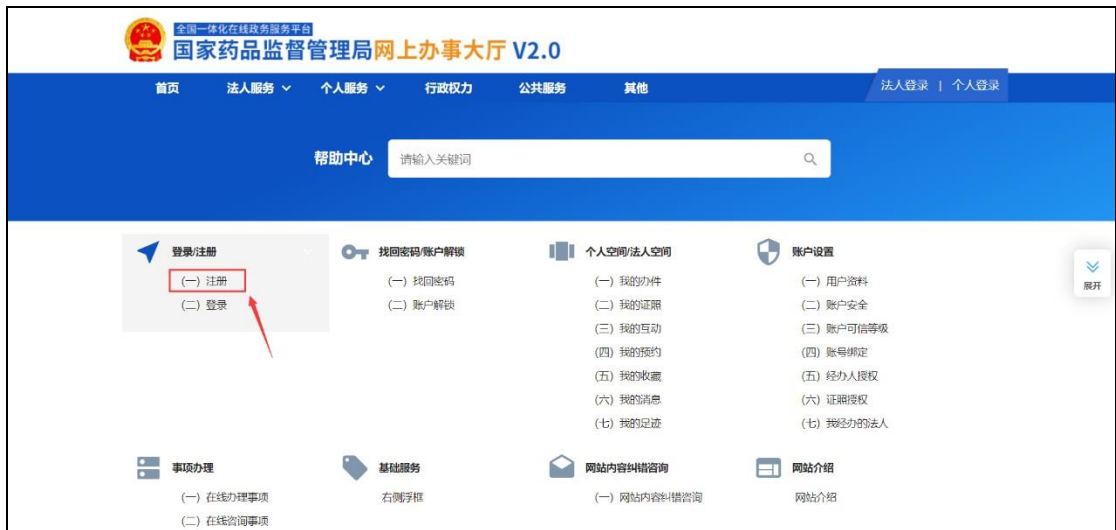 全国一体化在线政务服务平台
国家药品监督管理局网上办事大厅 V2.0
首页 法人服务 个人服务 行政权力 公共服务 其他 法人登录 | 个人登录
帮助中心 请输入关键词
登录/注册
(一) 注册
(二) 登录
找回密码/账户解锁
(一) 找回密码
(二) 账户解锁
个人空间/法人空间
(一) 我的办件
(二) 我的证照
(三) 我的互动
(四) 我的预约
(五) 我的收藏
(六) 我的消息
(七) 我的足迹
账户设置
(一) 用户资料
(二) 账户安全
(三) 账户可信等级
(四) 账号绑定
(五) 经办人授权
(六) 证照授权
(七) 我经办的法人
展开
事项办理
(一) 在线办理事项
(二) 在线咨询事项
基础服务
右侧浮框
网站内容纠错咨询
(一) 网站内容纠错咨询
网站介绍
网站介绍